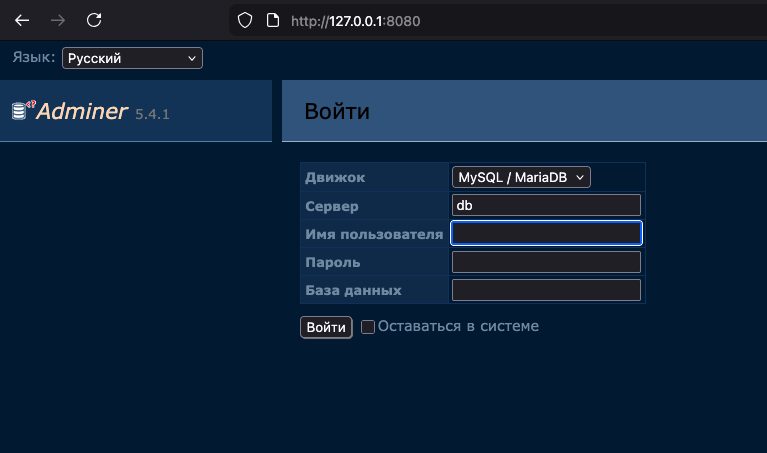 http://127.0.0.1:8080
Язык: Русский
Adminer 5.4.1
Войти
Движок MySQL / MariaDB
Сервер db
Имя пользователя
Пароль
База данных
Войти Оставаться в системе